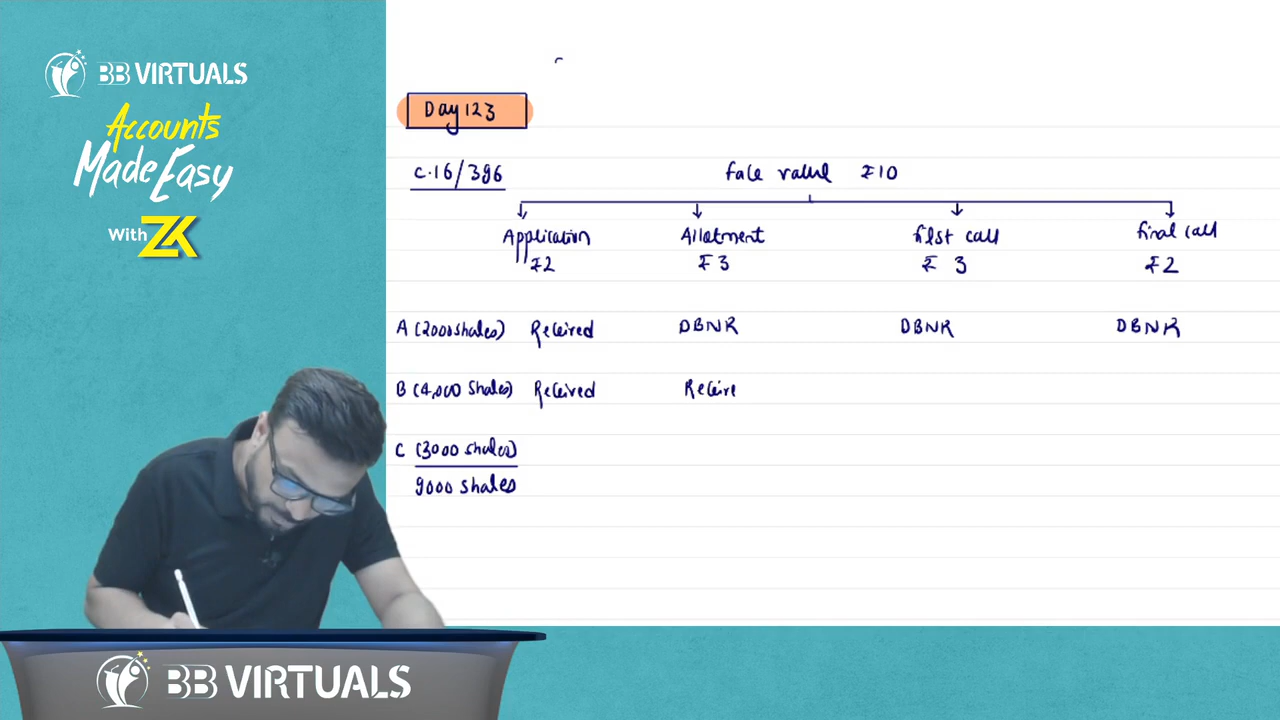 BB VIRTUALS
Accounts
Made Easy
With ZK
Day 123
C.16/396
Face value ₹10
Application Allotment First call Final call
₹2 ₹3 ₹3 ₹2
A (2000 shares) Received DBNR DBNR DBNR
B (4,000 shares) Received Receive
C (3000 shares)
9000 shares
BB VIRTUALS